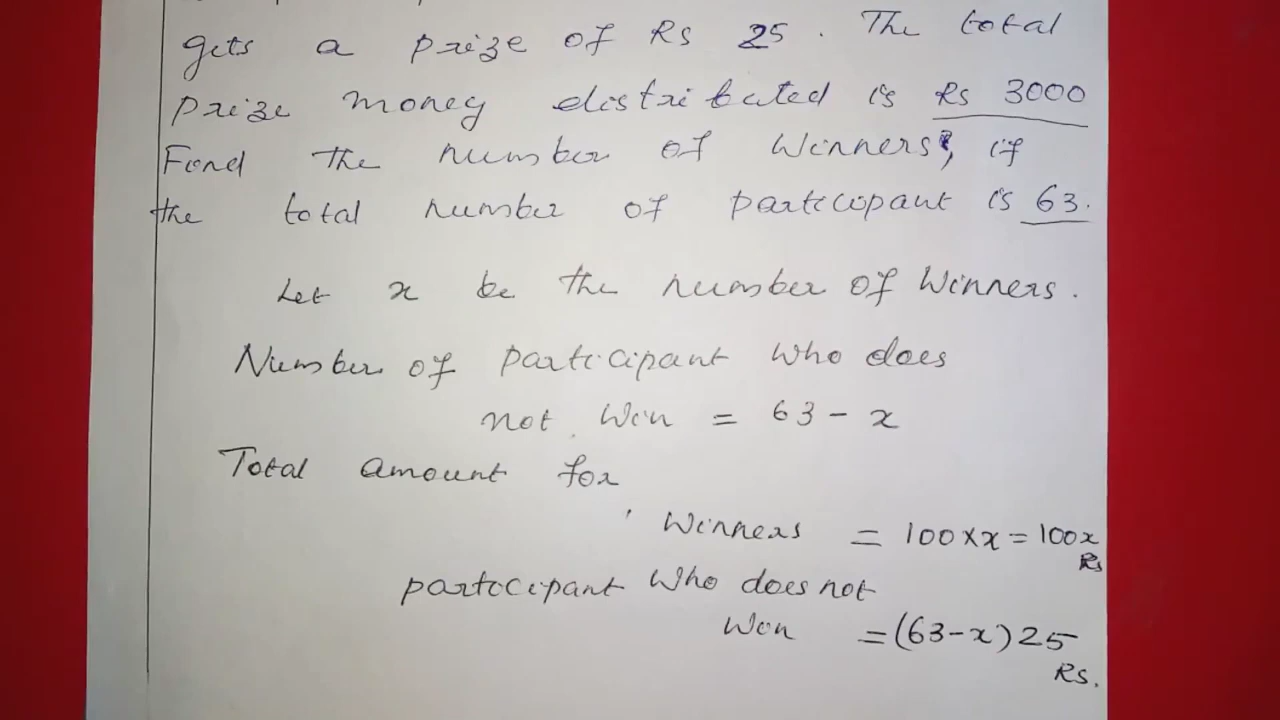 gets a prize of Rs 25. The total
prize money distributed is Rs 3000
Find the number of Winners, if
the total number of participant is 63.
Let x be the number of Winners.
Number of participant who does
not win = 63 - x
Total amount for
Winners = 100 × x = 100x
Rs
participant who does not
win = (63 - x) 25
Rs.